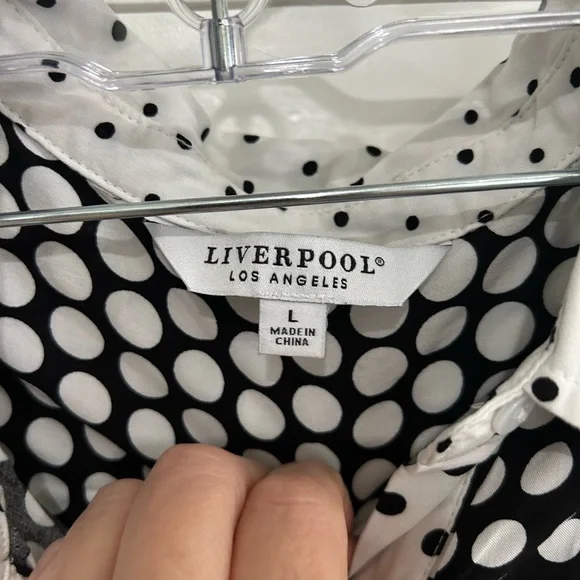 LIVERPOOL®
LOS ANGELES
L
MADE IN
CHINA